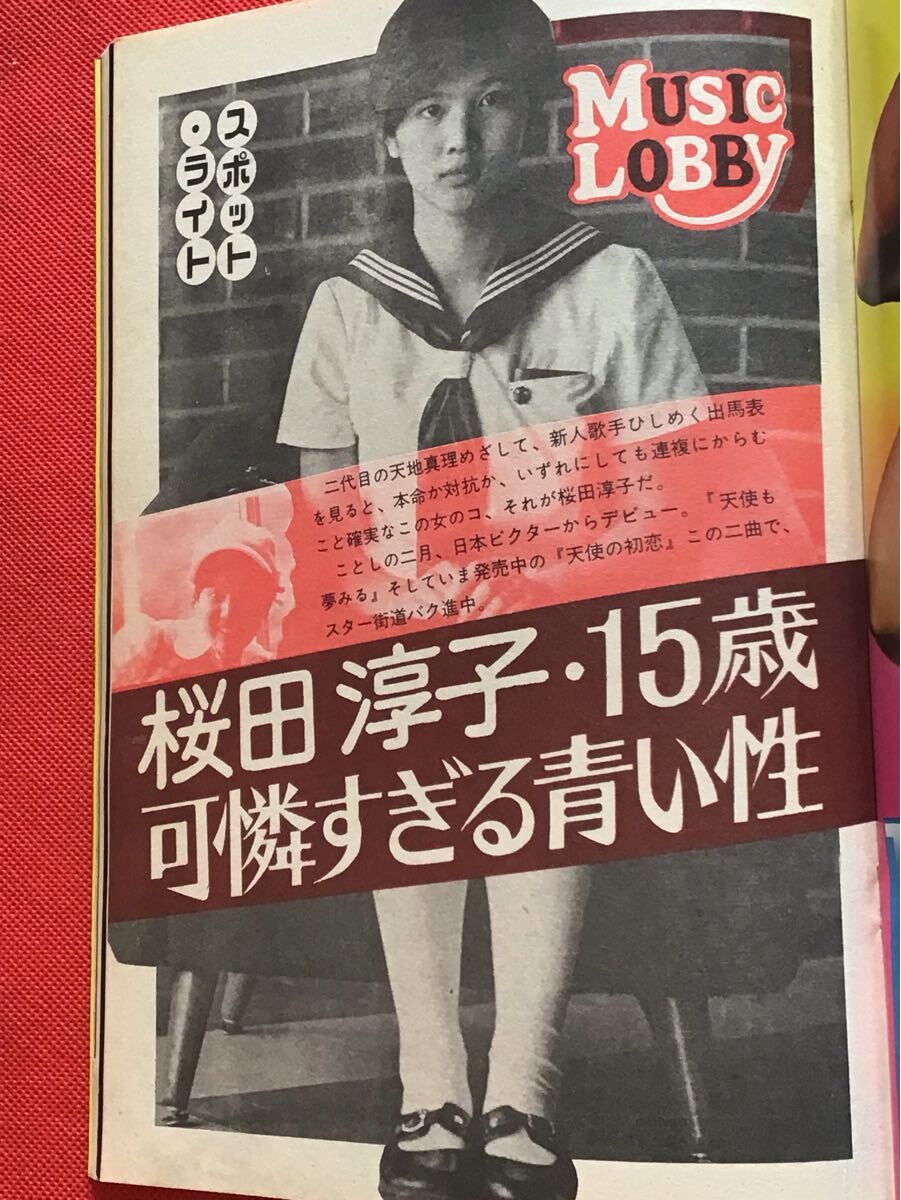 MUSIC
LOBBY
スポット
・ライト
二代目の天地真理めざして、新人歌手ひしめく出馬表
を見ると、本命か対抗か、いずれにしても連複にからむ
こと確実なこの女のコ、それが桜田淳子だ。
ことしの二月、日本ビクターからデビュー。『天使も
夢みる』そしていま発売中の『天使の初恋』この二曲で、
スター街道バク進中。
桜田淳子・15歳
可憐すぎる青い性